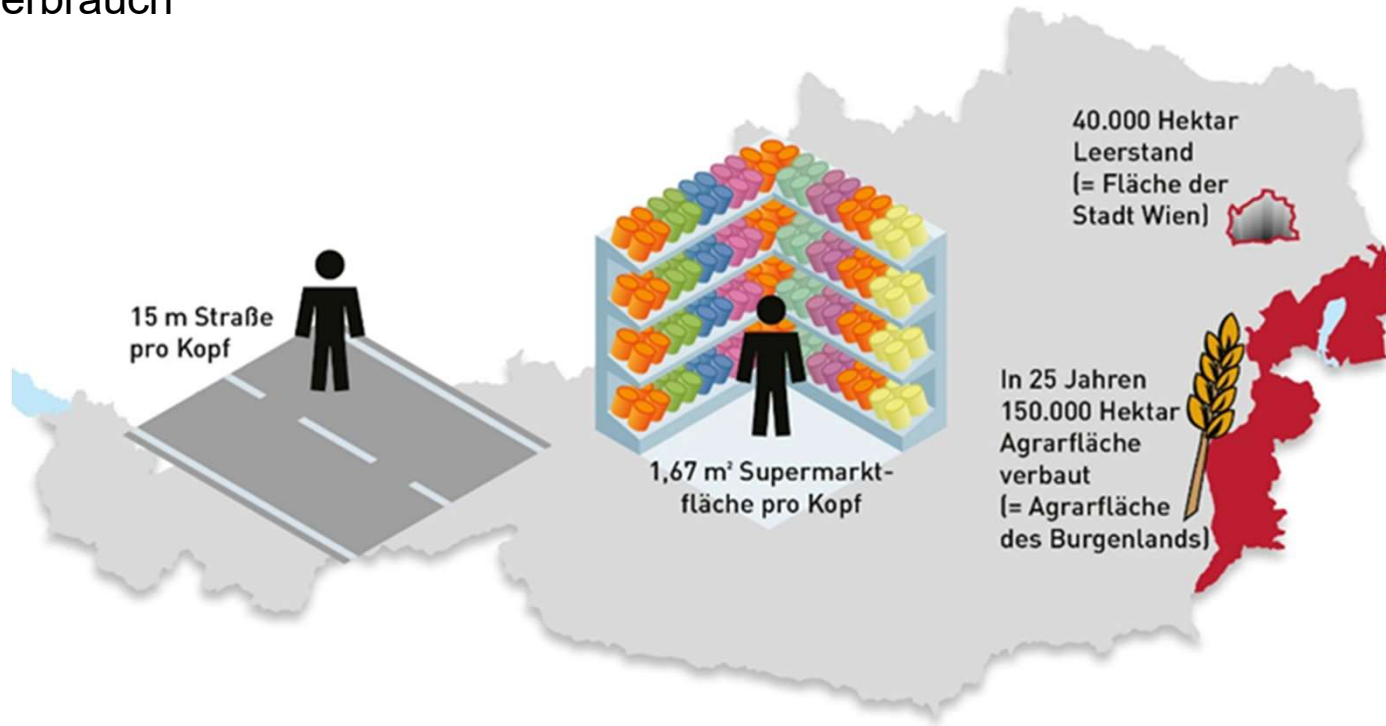 erbrauch
15 m Straße
pro Kopf
1,67 m² Supermarkt-
fläche pro Kopf
40.000 Hektar
Leerstand
(= Fläche der
Stadt Wien)
In 25 Jahren
150.000 Hektar
Agrarfläche
verbaut
(= Agrarfläche
des Burgenlands)